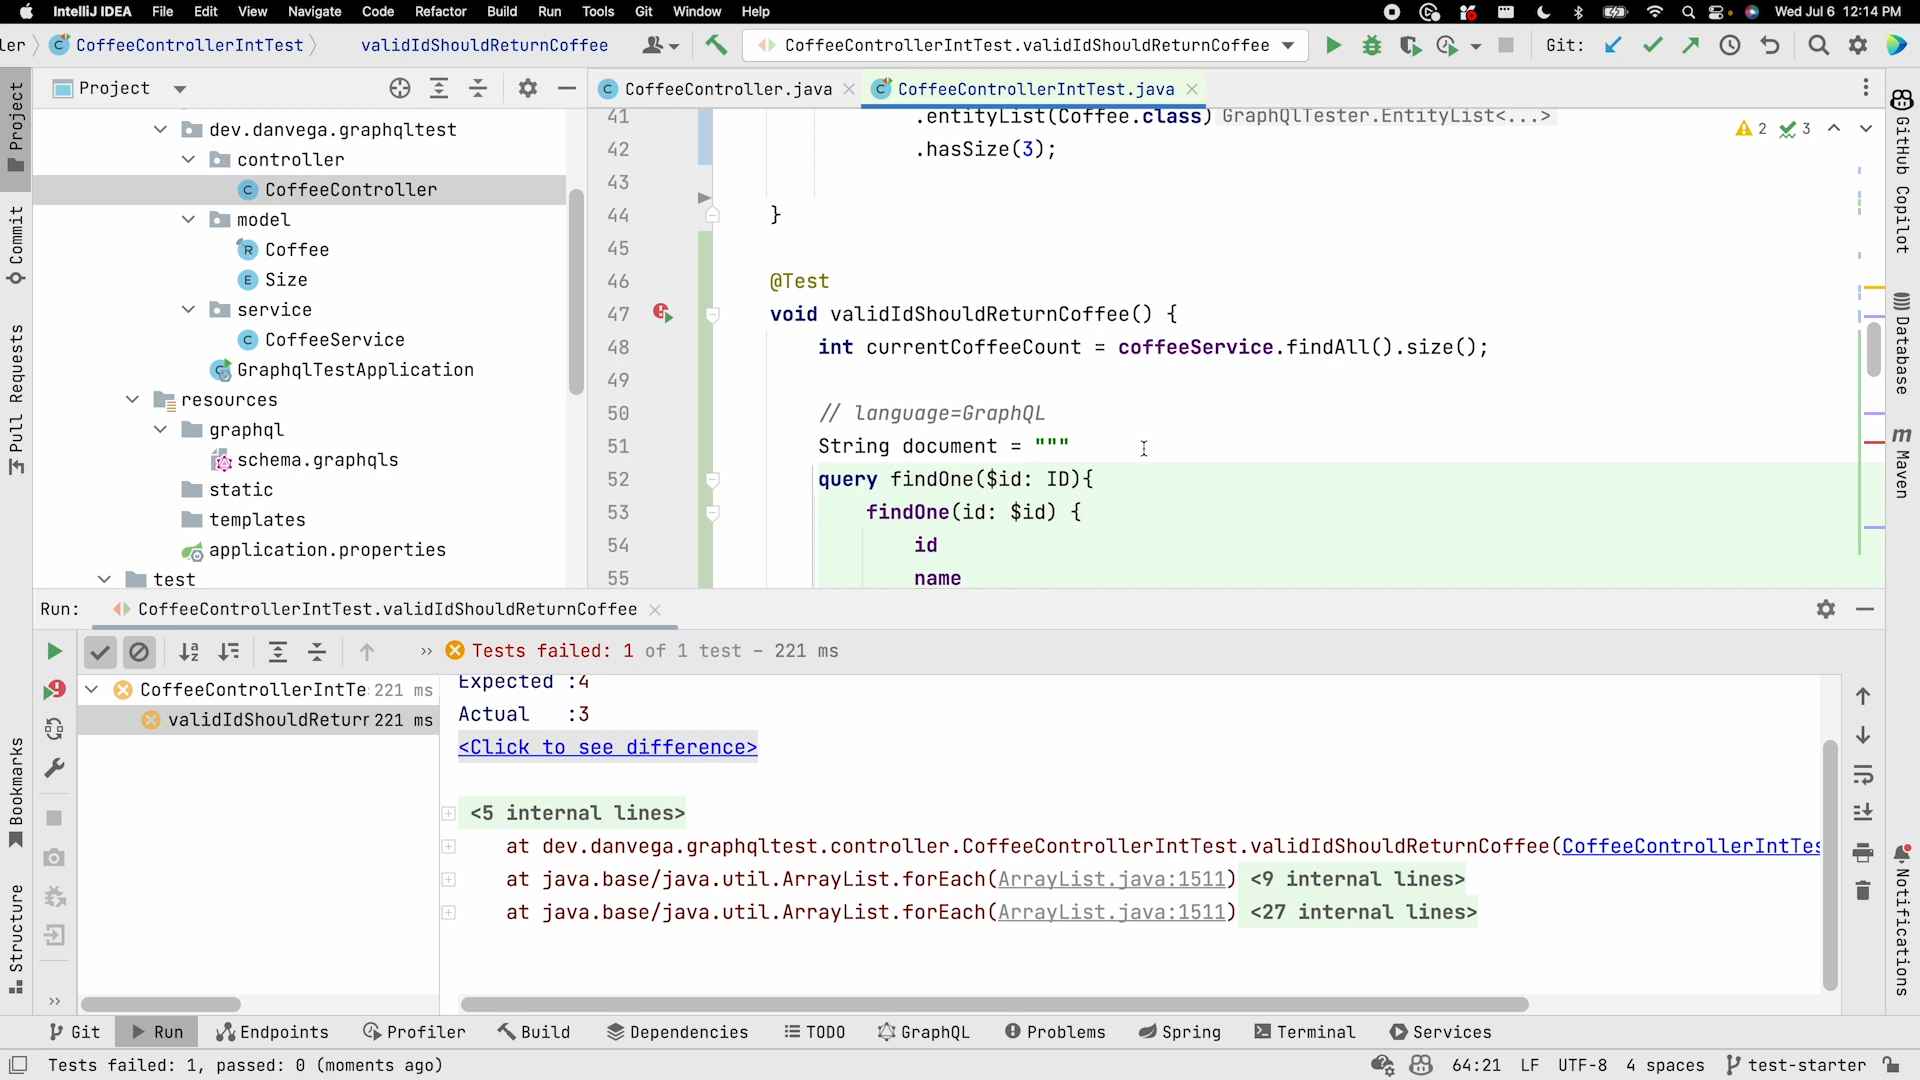 IntelliJ IDEA File Edit View Navigate Code Refactor Build Run Tools Git Window Help Wed Jul 6 12:14 PM
ler CoffeeControllerIntTest validIdShouldReturnCoffee CoffeeControllerIntTest.validIdShouldReturnCoffee Git:
Project
CoffeeController.java CoffeeControllerIntTest.java
Project
Commit
Pull Requests
Bookmarks
Structure
dev.danvega.graphqltest
controller
CoffeeController
model
Coffee
Size
service
CoffeeService
GraphqlTestApplication
resources
graphql
schema.graphqls
static
templates
application.properties
test
41 .entityList(Coffee.class) GraphQlTester.EntityList<...>
42 .hasSize(3);
43
44 }
45
46 @Test
47 void validIdShouldReturnCoffee() {
48 int currentCoffeeCount = coffeeService.findAll().size();
49
50 // language=GraphQL
51 String document = """
52 query findOne($id: ID){
53 findOne(id: $id) {
54 id
55 name
2 3
GitHub Copilot
Database
Maven
Notifications
Run: CoffeeControllerIntTest.validIdShouldReturnCoffee
Tests failed: 1 of 1 test – 221 ms
CoffeeControllerIntTe 221 ms
validIdShouldReturr 221 ms
Expected :4
Actual :3
<Click to see difference>
<5 internal lines>
at dev.danvega.graphqltest.controller.CoffeeControllerIntTest.validIdShouldReturnCoffee(CoffeeControllerIntTes
at java.base/java.util.ArrayList.forEach(ArrayList.java:1511) <9 internal lines>
at java.base/java.util.ArrayList.forEach(ArrayList.java:1511) <27 internal lines>
Git Run Endpoints Profiler Build Dependencies TODO GraphQL Problems Spring Terminal Services
Tests failed: 1, passed: 0 (moments ago) 64:21 LF UTF-8 4 spaces test-starter